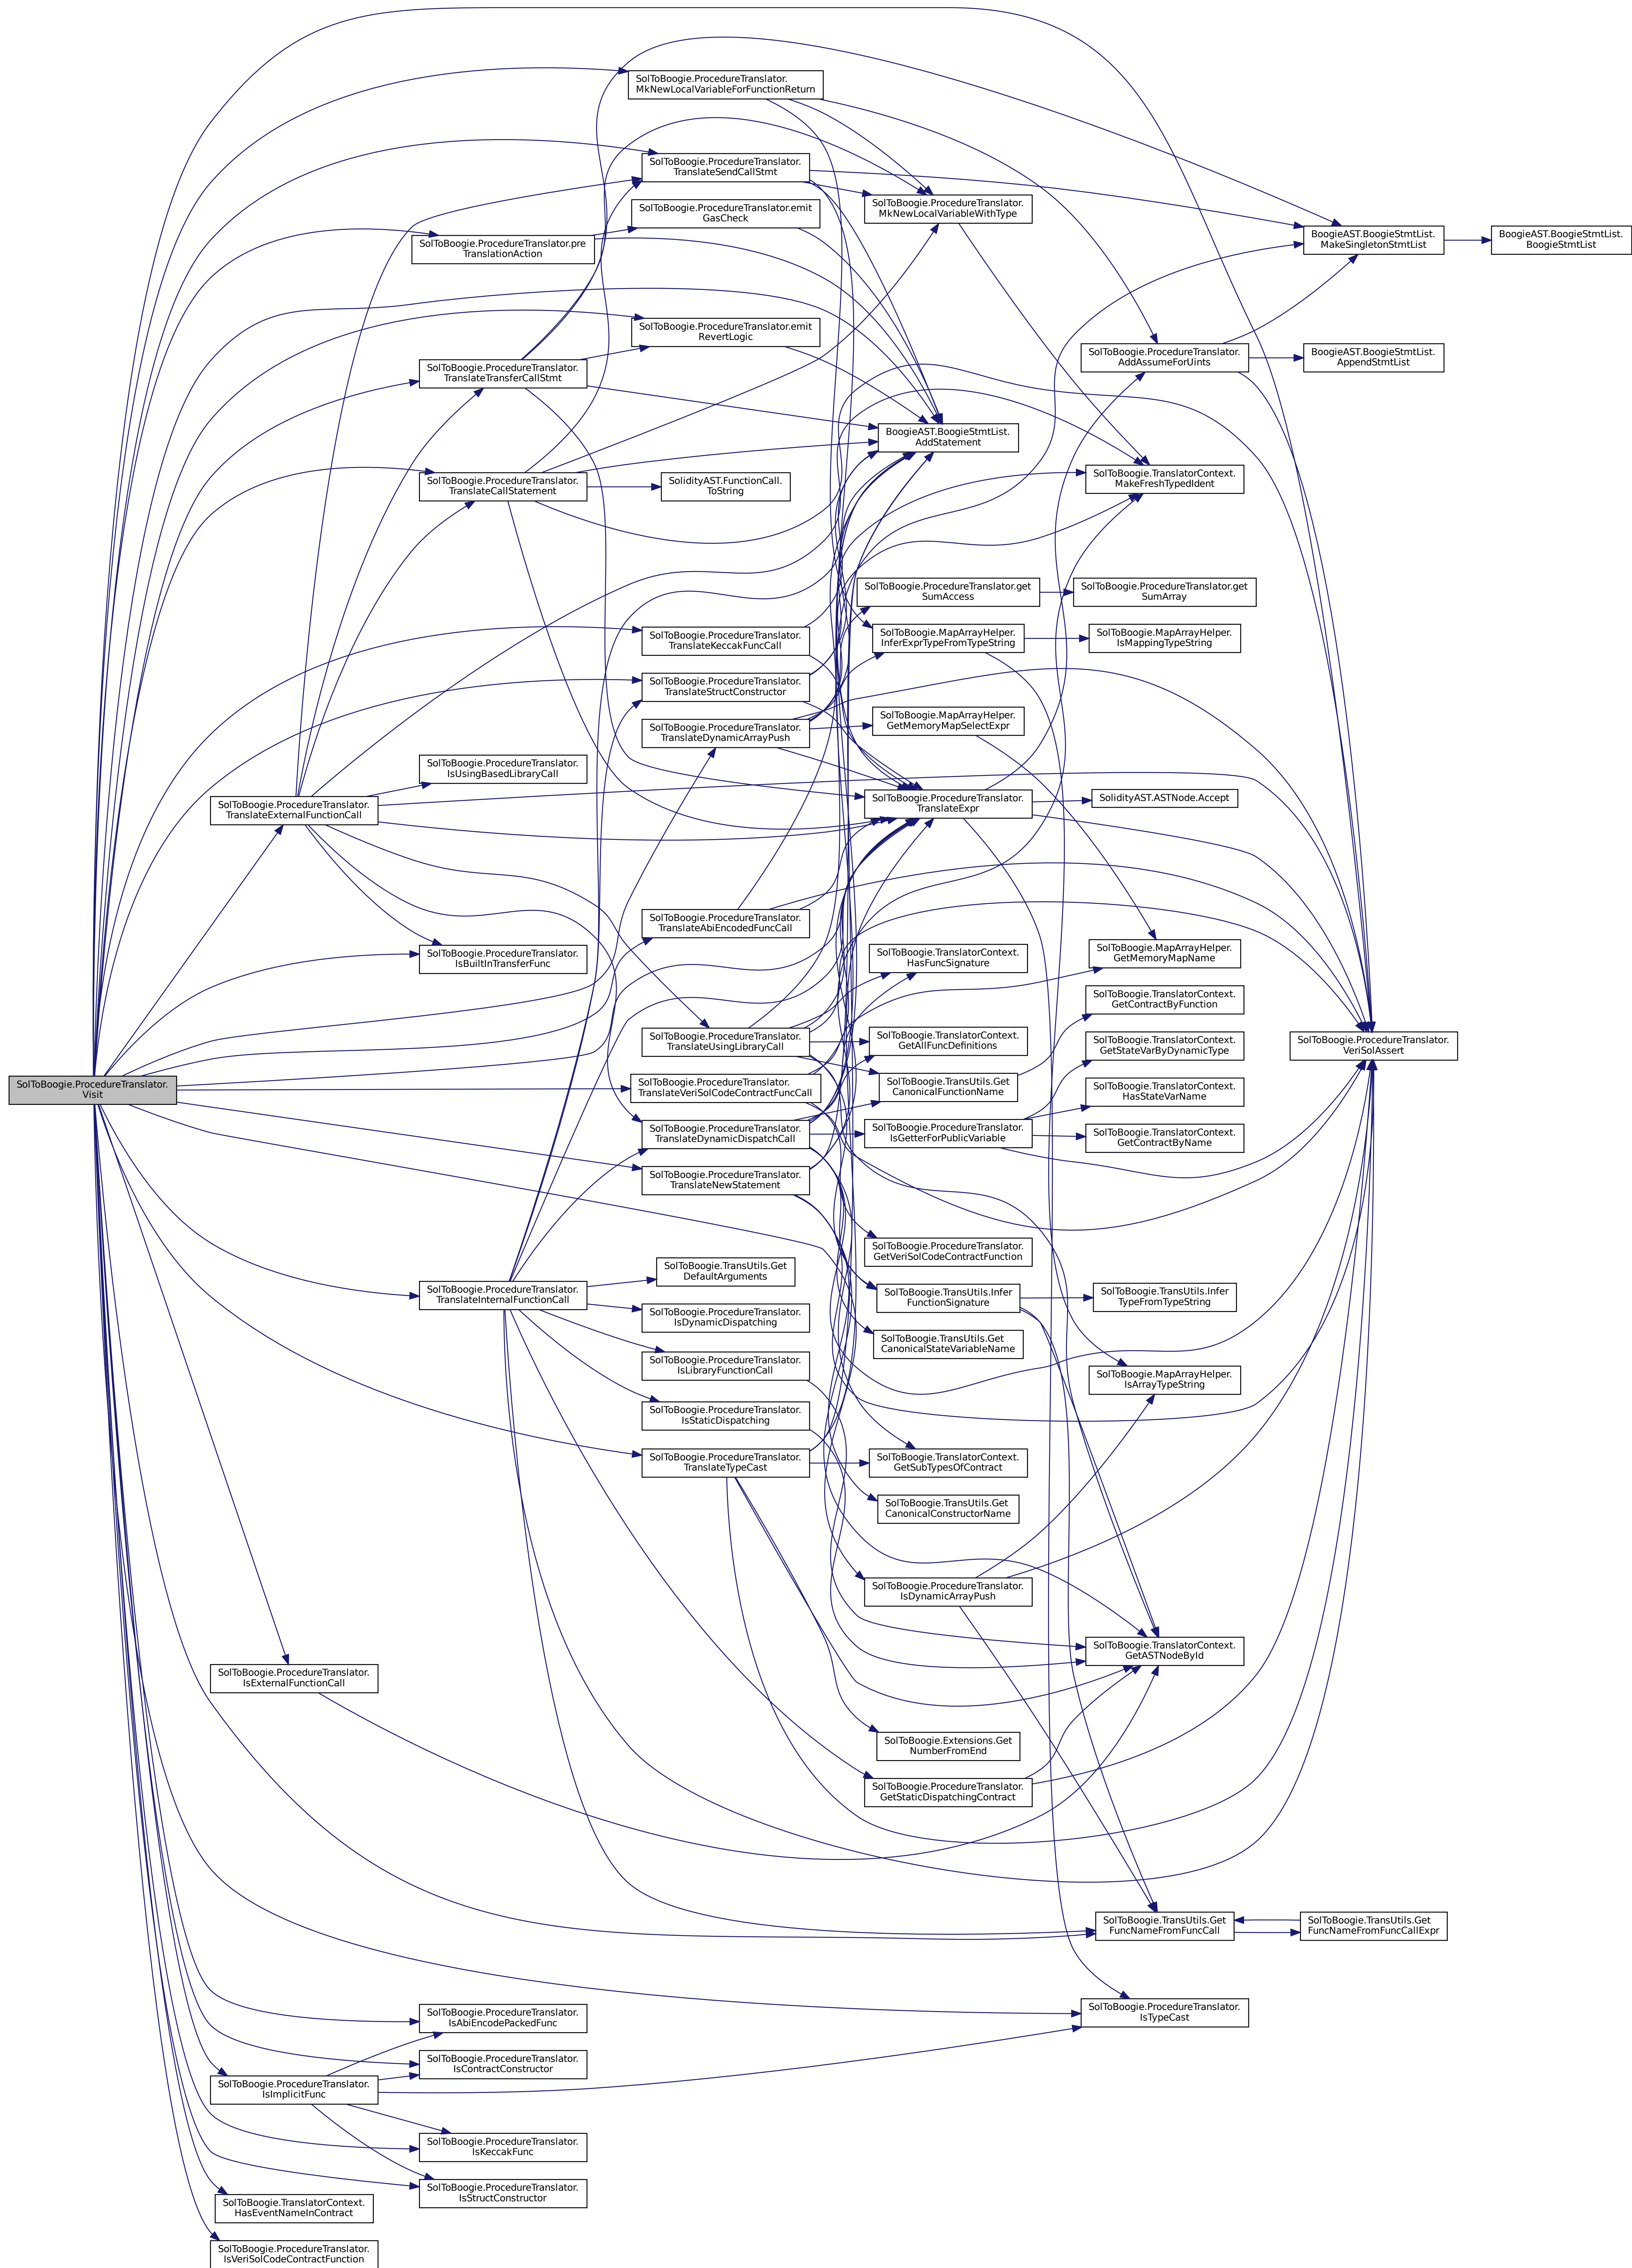 SolToBoogie.ProcedureTranslator.
MkNewLocalVariableForFunctionReturn
SolToBoogie.ProcedureTranslator.
TranslateSendCallStmt
SolToBoogie.ProcedureTranslator.
MkNewLocalVariableWithType
SolToBoogie.ProcedureTranslator.emit
GasCheck
SolToBoogie.ProcedureTranslator.pre
TranslationAction
BoogieAST.BoogieStmtList.
MakeSingletonStmtList
BoogieAST.BoogieStmtList.
BoogieStmtList
SolToBoogie.ProcedureTranslator.emit
RevertLogic
SolToBoogie.ProcedureTranslator.
AddAssumeForUints
BoogieAST.BoogieStmtList.
AppendStmtList
SolToBoogie.ProcedureTranslator.
TranslateTransferCallStmt
BoogieAST.BoogieStmtList.
AddStatement
SolToBoogie.ProcedureTranslator.
TranslateCallStatement
SolidityAST.FunctionCall.
ToString
SolToBoogie.TranslatorContext.
MakeFreshTypedIdent
SolToBoogie.ProcedureTranslator.get
SumAccess
SolToBoogie.ProcedureTranslator.get
SumArray
SolToBoogie.ProcedureTranslator.
TranslateKeccakFuncCall
SolToBoogie.MapArrayHelper.
InferExprTypeFromTypeString
SolToBoogie.MapArrayHelper.
IsMappingTypeString
SolToBoogie.ProcedureTranslator.
TranslateStructConstructor
SolToBoogie.ProcedureTranslator.
TranslateDynamicArrayPush
SolToBoogie.MapArrayHelper.
GetMemoryMapSelectExpr
SolToBoogie.ProcedureTranslator.
IsUsingBasedLibraryCall
SolToBoogie.ProcedureTranslator.
TranslateExternalFunctionCall
SolToBoogie.ProcedureTranslator.
TranslateExpr
SolidityAST.ASTNode.Accept
SolToBoogie.ProcedureTranslator.
TranslateAbiEncodedFuncCall
SolToBoogie.ProcedureTranslator.
IsBuiltInTransferFunc
SolToBoogie.TranslatorContext.
HasFuncSignature
SolToBoogie.MapArrayHelper.
GetMemoryMapName
SolToBoogie.TranslatorContext.
GetContractByFunction
SolToBoogie.ProcedureTranslator.
TranslateUsingLibraryCall
SolToBoogie.TranslatorContext.
GetAllFuncDefinitions
SolToBoogie.TranslatorContext.
GetStateVarByDynamicType
SolToBoogie.ProcedureTranslator.
VeriSolAssert
SolToBoogie.ProcedureTranslator.
Visit
SolToBoogie.ProcedureTranslator.
TranslateVeriSolCodeContractFuncCall
SolToBoogie.TransUtils.Get
CanonicalFunctionName
SolToBoogie.TranslatorContext.
HasStateVarName
SolToBoogie.ProcedureTranslator.
TranslateDynamicDispatchCall
SolToBoogie.ProcedureTranslator.
IsGetterForPublicVariable
SolToBoogie.TranslatorContext.
GetContractByName
SolToBoogie.ProcedureTranslator.
TranslateNewStatement
SolToBoogie.ProcedureTranslator.
GetVeriSolCodeContractFunction
SolToBoogie.TransUtils.Get
DefaultArguments
SolToBoogie.ProcedureTranslator.
TranslateInternalFunctionCall
SolToBoogie.TransUtils.Infer
FunctionSignature
SolToBoogie.TransUtils.Infer
TypeFromTypeString
SolToBoogie.ProcedureTranslator.
IsDynamicDispatching
SolToBoogie.TransUtils.Get
CanonicalStateVariableName
SolToBoogie.ProcedureTranslator.
IsLibraryFunctionCall
SolToBoogie.MapArrayHelper.
IsArrayTypeString
SolToBoogie.ProcedureTranslator.
IsStaticDispatching
SolToBoogie.ProcedureTranslator.
TranslateTypeCast
SolToBoogie.TranslatorContext.
GetSubTypesOfContract
SolToBoogie.TransUtils.Get
CanonicalConstructorName
SolToBoogie.ProcedureTranslator.
IsDynamicArrayPush
SolToBoogie.TranslatorContext.
GetASTNodeById
SolToBoogie.ProcedureTranslator.
IsExternalFunctionCall
SolToBoogie.Extensions.Get
NumberFromEnd
SolToBoogie.ProcedureTranslator.
GetStaticDispatchingContract
SolToBoogie.TransUtils.Get
FuncNameFromFuncCall
SolToBoogie.TransUtils.Get
FuncNameFromFuncCallExpr
SolToBoogie.ProcedureTranslator.
IsTypeCast
SolToBoogie.ProcedureTranslator.
IsAbiEncodePackedFunc
SolToBoogie.ProcedureTranslator.
IsContractConstructor
SolToBoogie.ProcedureTranslator.
IsImplicitFunc
SolToBoogie.ProcedureTranslator.
IsKeccakFunc
SolToBoogie.ProcedureTranslator.
IsStructConstructor
SolToBoogie.TranslatorContext.
HasEventNameInContract
SolToBoogie.ProcedureTranslator.
IsVeriSolCodeContractFunction